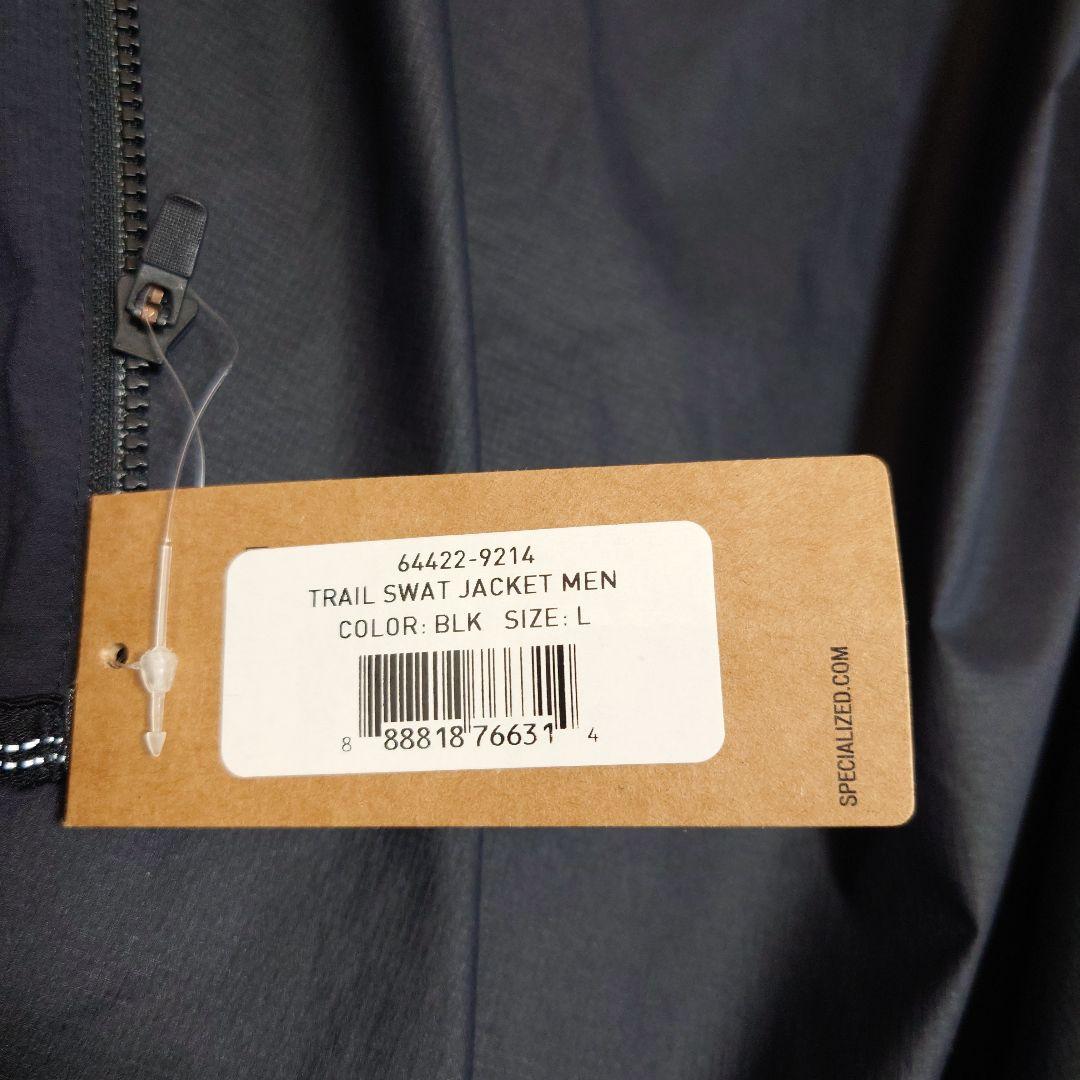 64422-9214
TRAIL SWAT JACKET MEN
COLOR: BLK SIZE: L
8 88818 76631 4
SPECIALIZED.COM